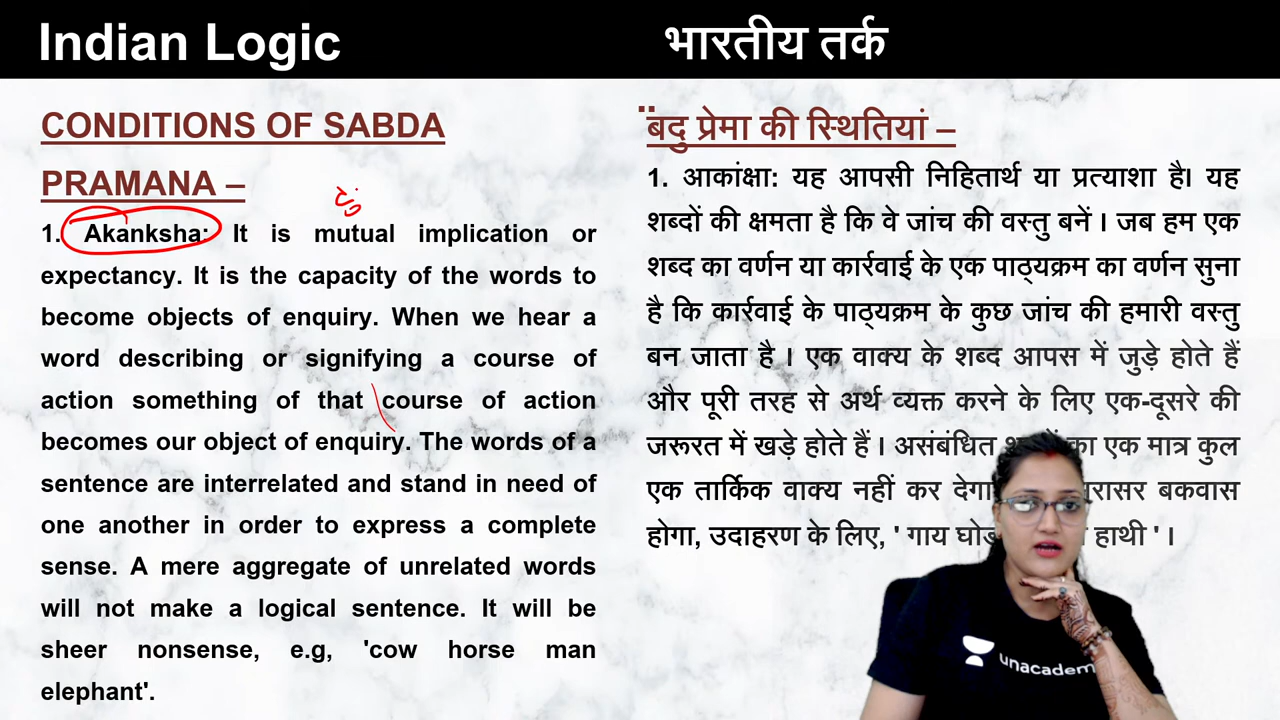 Indian Logic
भारतीय तर्क
CONDITIONS OF SABDA
PRAMANA –
1. Akanksha: It is mutual implication or
expectancy. It is the capacity of the words to
become objects of enquiry. When we hear a
word describing or signifying a course of
action something of that course of action
becomes our object of enquiry. The words of a
sentence are interrelated and stand in need of
one another in order to express a complete
sense. A mere aggregate of unrelated words
will not make a logical sentence. It will be
sheer nonsense, e.g, 'cow horse man
elephant'.
¨बदु प्रेमा की स्थितियां –
1. आकांक्षा: यह आपसी निहितार्थ या प्रत्याशा है। यह
शब्दों की क्षमता है कि वे जांच की वस्तु बनें । जब हम एक
शब्द का वर्णन या कार्रवाई के एक पाठ्यक्रम का वर्णन सुना
है कि कार्रवाई के पाठ्यक्रम के कुछ जांच की हमारी वस्तु
बन जाता है । एक वाक्य के शब्द आपस में जुड़े होते हैं
और पूरी तरह से अर्थ व्यक्त करने के लिए एक-दूसरे की
जरूरत में खड़े होते हैं । असंबंधित का एक मात्र कुल
एक तार्किक वाक्य नहीं कर बकवास
होगा, उदाहरण के लिए, ' गाय हाथी ' ।
unacadem